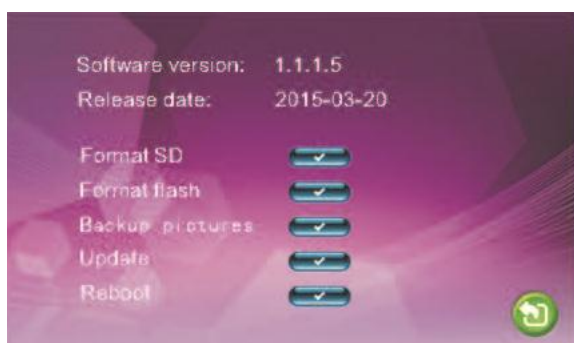 Software version: 1.1.1.5
Release date: 2015-03-20
Format SD
Format flash
Backup pictures
Update
Reboot